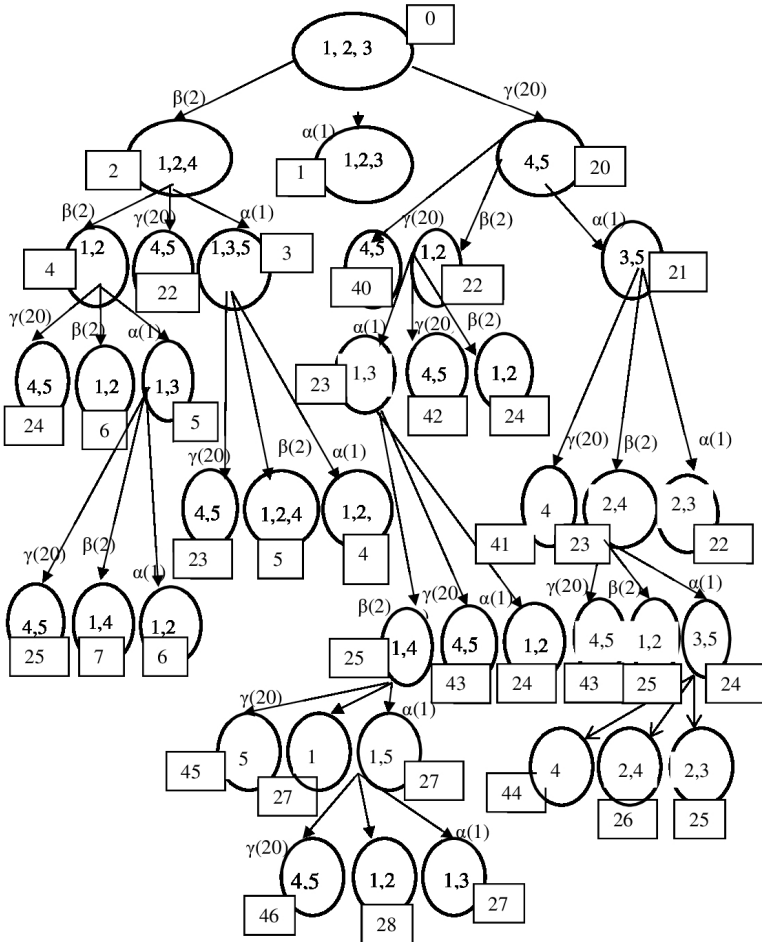 0
1, 2, 3
β(2)
γ(20)
α(1)
2
1,2,4
1
1,2,3
4,5
20
β(2)
γ(20)
α(1)
γ(20)
β(2)
α(1)
4
1,2
4,5
22
1,3,5
3
4,5
40
1,2
22
3,5
21
γ(20)
β(2)
α(1)
α(1)
γ(20
β(2)
4,5
24
1,2
6
1,3
5
23
1,3
4,5
42
1,2
24
γ(20)
β(2)
α(1)
γ(20)
β(2)
α(1)
4,5
23
1,2,4
5
1,2,
4
4
41
2,4
23
2,3
22
γ(20)
β(2)
α(1)
β(2)
γ(20
α(1)
γ(20)
β(2)
α(1)
4,5
25
1,4
7
1,2
6
1,4
25
4,5
43
1,2
24
4,5
43
1,2
25
3,5
24
γ(20)
α(1)
5
45
1
27
1,5
27
4
44
2,4
26
2,3
25
γ(20)
α(1)
4,5
46
1,2
28
1,3
27